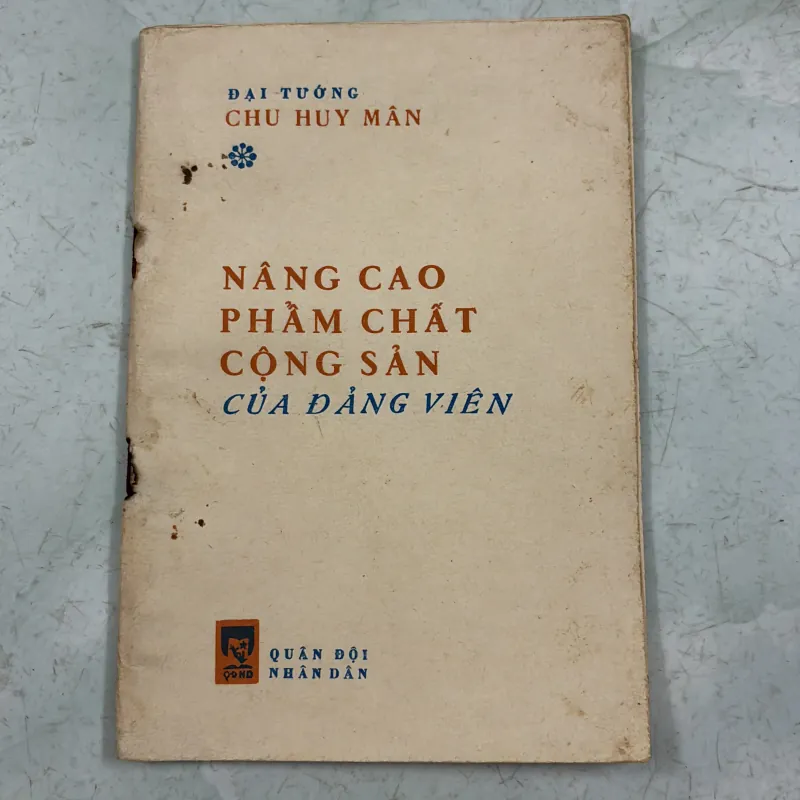 ĐẠI TƯỚNG
CHU HUY MÂN
NÂNG CAO
PHẨM CHẤT
CỘNG SẢN
CỦA ĐẢNG VIÊN
QĐND
QUÂN ĐỘI
NHÂN DÂN